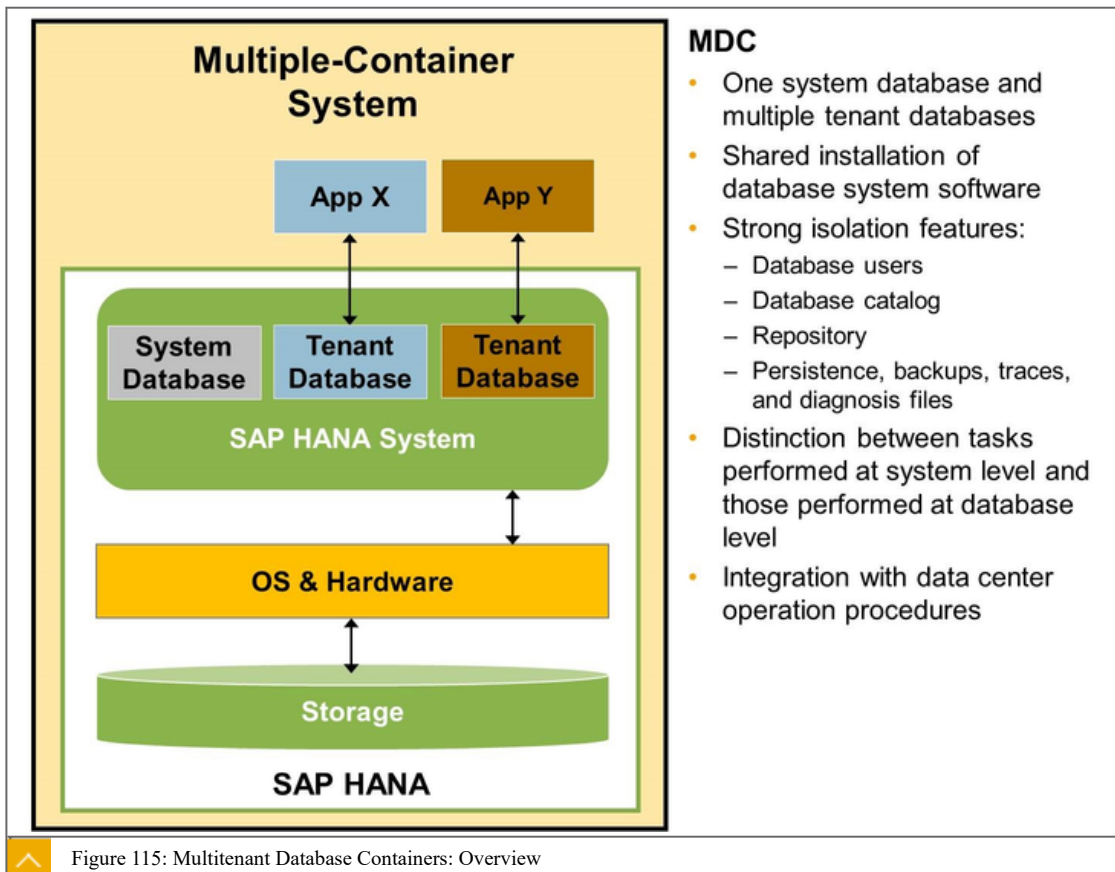 Multiple-Container
System
App X
App Y
System
Database
Tenant
Database
Tenant
Database
SAP HANA System
OS & Hardware
Storage
SAP HANA
MDC
• One system database and
multiple tenant databases
• Shared installation of
database system software
• Strong isolation features:
– Database users
– Database catalog
– Repository
– Persistence, backups, traces,
and diagnosis files
• Distinction between tasks
performed at system level and
those performed at database
level
• Integration with data center
operation procedures
Figure 115: Multitenant Database Containers: Overview